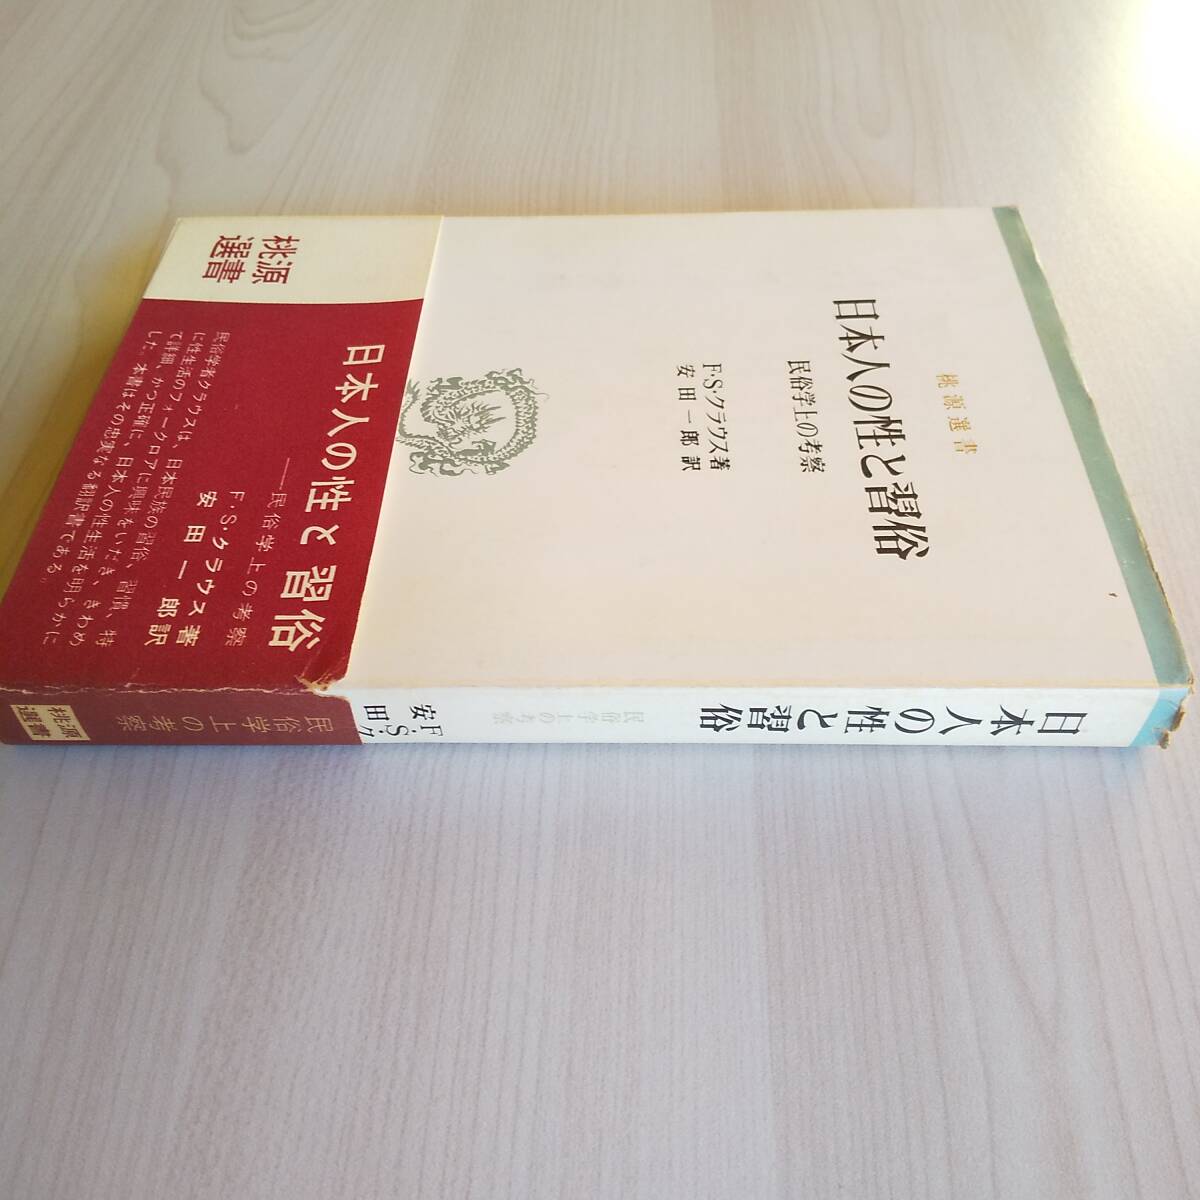 桃源選書
日本人の性と習俗
民俗学上の考察
F・S・クラウス著
安田一郎訳
桃源
選書
日本人の性と習俗
──民俗学上の考察
F・S・クラウス著
安田一郎訳
民俗学者クラウスは、日本民族の習俗、習慣、特
に性生活のフォークロアに興味をいだき、きわめ
て詳細、かつ正確に、日本人の性生活を明らかに
した。本書はその忠実なる翻訳書である。
日本人の性と習俗
民俗学上の考察
F・S・ク
安田
民俗学上の考察
桃源
選書